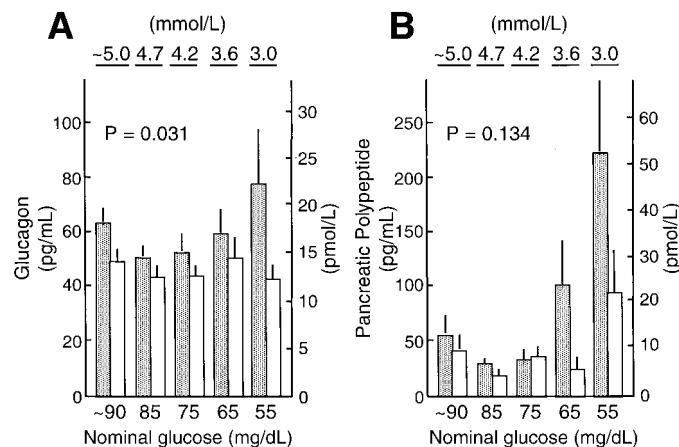 A
(mmol/L)
~5.0 4.7 4.2 3.6 3.0
Glucagon
(pg/mL)
100
80
60
40
20
0
P = 0.031
30
25
20
15
10
5
0
(pmol/L)
~90 85 75 65 55
Nominal glucose (mg/dL)
B
(mmol/L)
~5.0 4.7 4.2 3.6 3.0
Pancreatic Polypeptide
(pg/mL)
250
200
150
100
50
0
P = 0.134
60
50
40
30
20
10
0
(pmol/L)
~90 85 75 65 55
Nominal glucose (mg/dL)